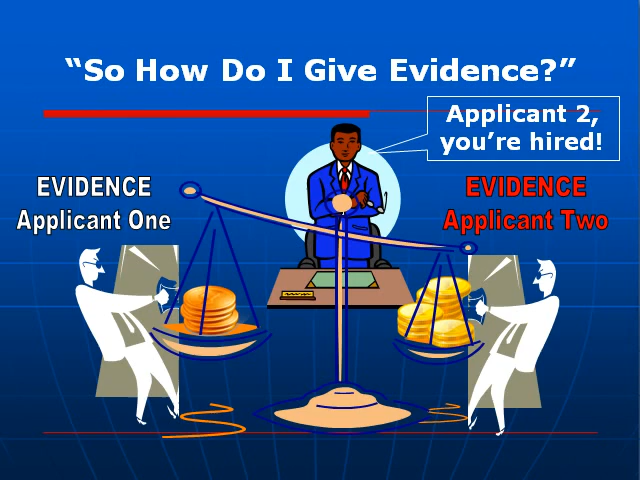 “So How Do I Give Evidence?”
Applicant 2,
you’re hired!
EVIDENCE
Applicant One
EVIDENCE
Applicant Two